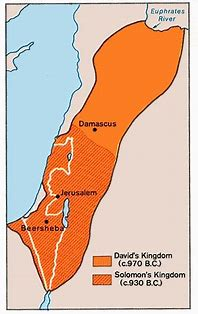 Euphrates
River
Damascus
Jerusalem
Beersheba
David's Kingdom
(c.970 B.C.)
Solomon's Kingdom
(c.930 B.C.)